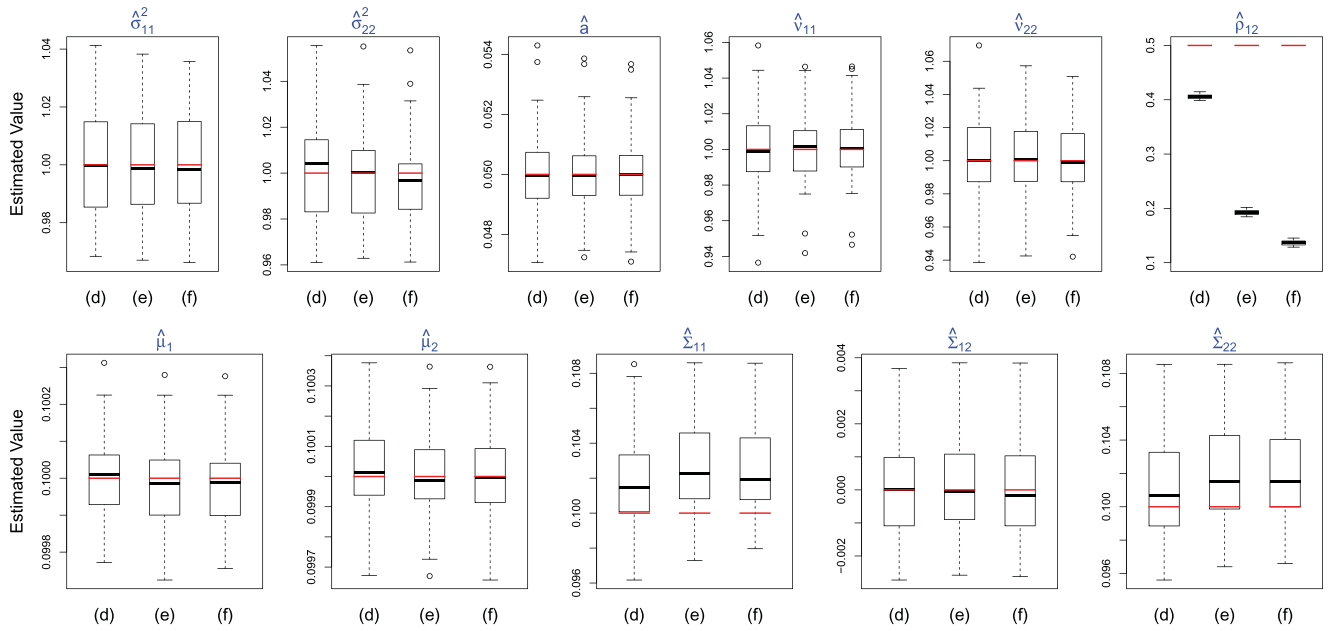 σ̂²₁₁ σ̂²₂₂ â ν̂₁₁ ν̂₂₂ ρ̂₁₂
Estimated Value
0.98 1.00 1.02 1.04
0.96 0.98 1.00 1.02 1.04
0.048 0.050 0.052 0.054
0.94 0.96 0.98 1.00 1.02 1.04 1.06
0.94 0.96 0.98 1.00 1.02 1.04 1.06
0.1 0.2 0.3 0.4 0.5
(d) (e) (f) (d) (e) (f) (d) (e) (f) (d) (e) (f) (d) (e) (f) (d) (e) (f)
μ̂₁ μ̂₂ Σ̂₁₁ Σ̂₁₂ Σ̂₂₂
Estimated Value
0.0998 0.1000 0.1002
0.0997 0.0999 0.1001 0.1003
0.096 0.100 0.104 0.108
−0.002 0.000 0.002 0.004
0.096 0.100 0.104 0.108
(d) (e) (f) (d) (e) (f) (d) (e) (f) (d) (e) (f) (d) (e) (f)